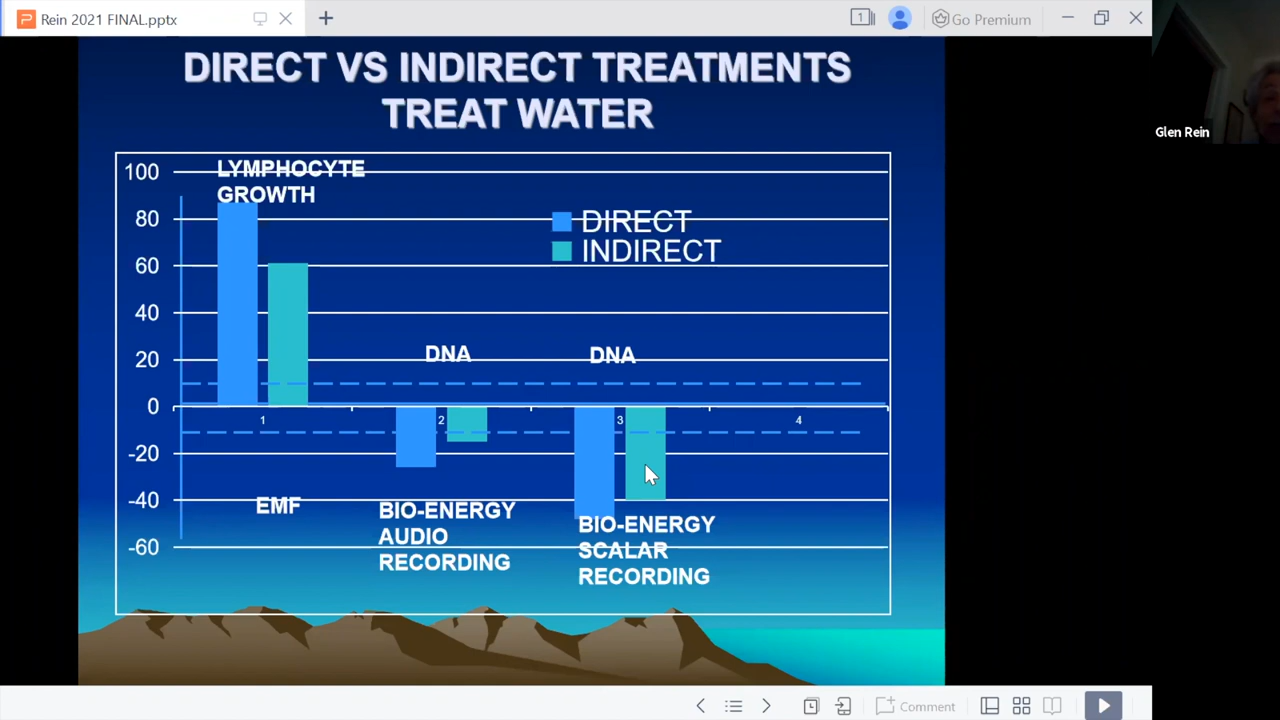 Rein 2021 FINAL.pptx
1
Go Premium
DIRECT VS INDIRECT TREATMENTS
TREAT WATER
Glen Rein
LYMPHOCYTE
GROWTH
DIRECT
INDIRECT
100
80
60
40
20
0
-20
-40
-60
DNA
DNA
1
2
3
4
EMF
BIO-ENERGY
AUDIO
RECORDING
BIO-ENERGY
SCALAR
RECORDING
Comment